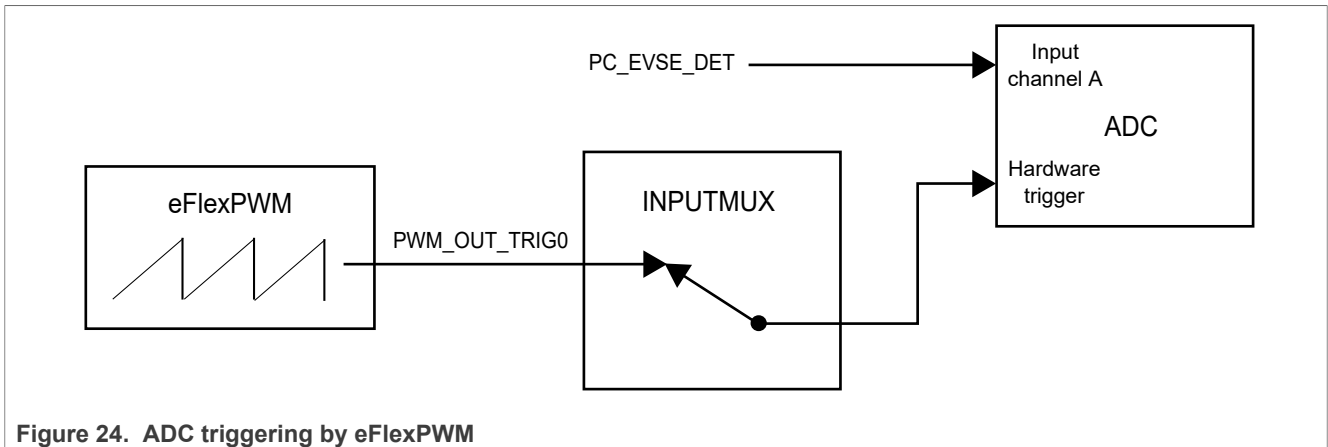 PC_EVSE_DET
Input
channel A
ADC
Hardware
trigger
eFlexPWM
PWM_OUT_TRIG0
INPUTMUX
Figure 24. ADC triggering by eFlexPWM